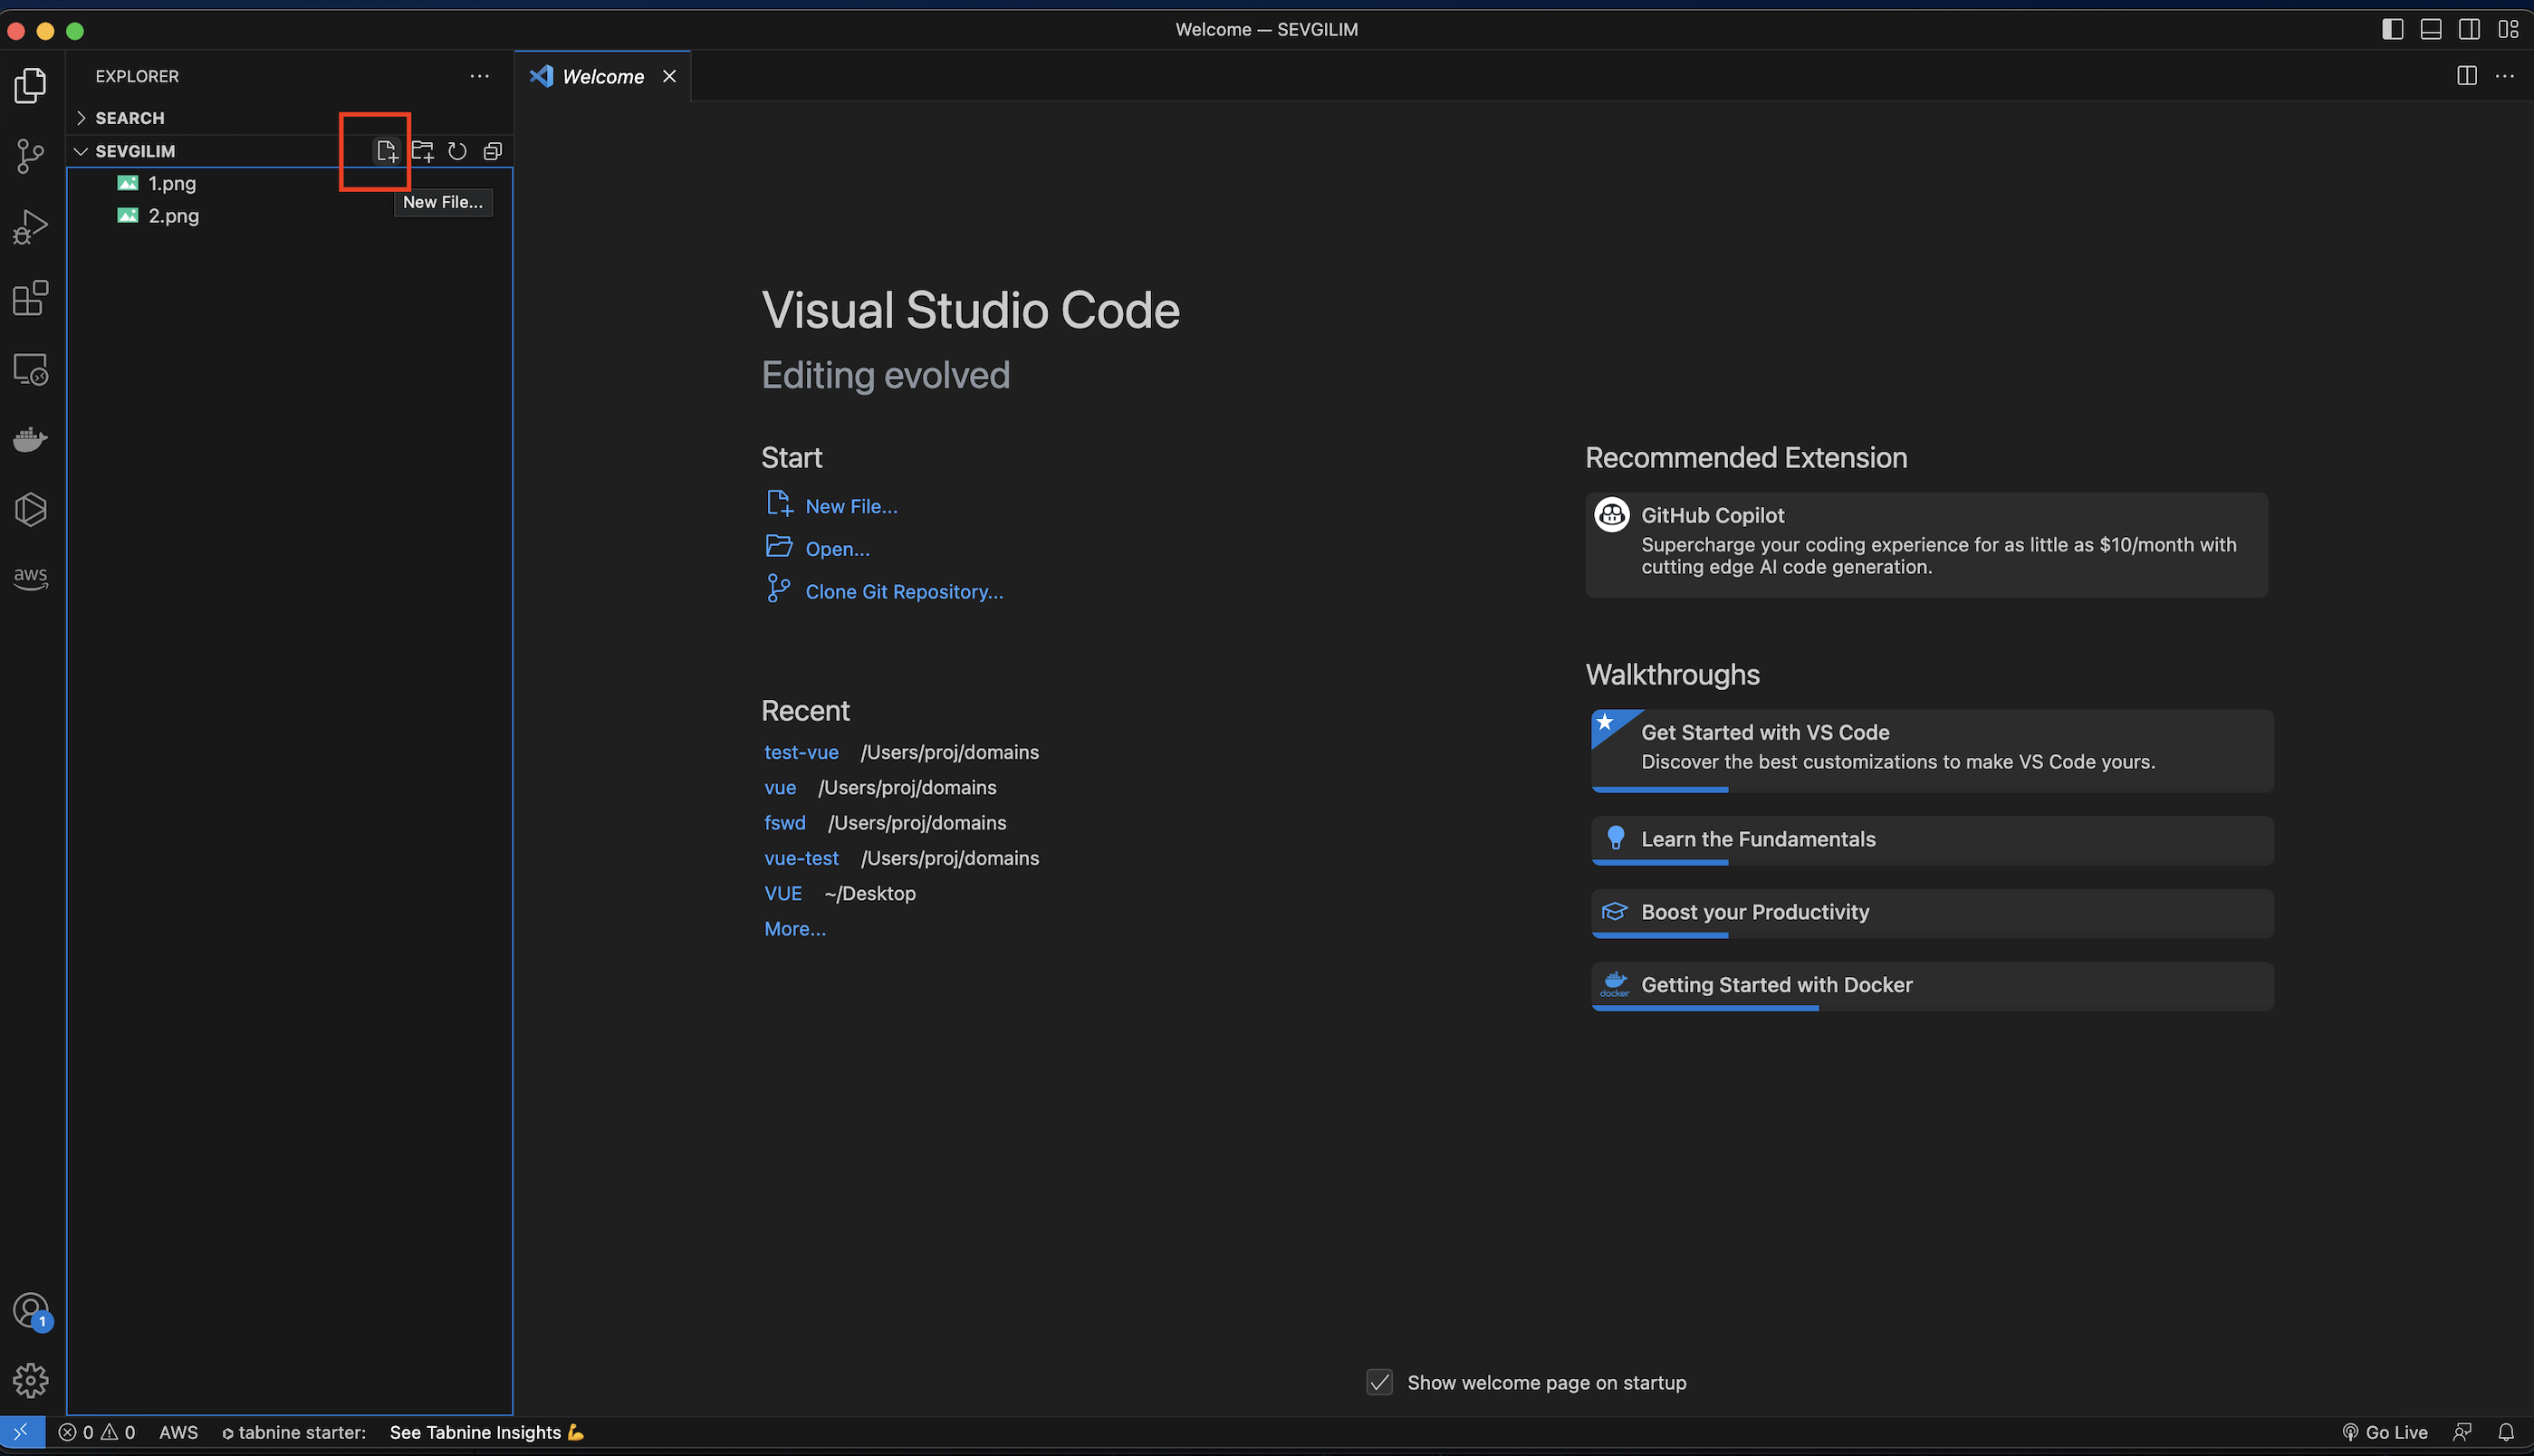 Welcome — SEVGILIM
EXPLORER
Welcome
SEARCH
SEVGILIM
1.png
New File...
2.png
Visual Studio Code
Editing evolved
Start
New File...
Open...
Clone Git Repository...
Recent
test-vue /Users/proj/domains
vue /Users/proj/domains
fswd /Users/proj/domains
vue-test /Users/proj/domains
VUE ~/Desktop
More...
Recommended Extension
GitHub Copilot
Supercharge your coding experience for as little as $10/month with
cutting edge AI code generation.
Walkthroughs
Get Started with VS Code
Discover the best customizations to make VS Code yours.
Learn the Fundamentals
Boost your Productivity
docker
Getting Started with Docker
aws
1
Show welcome page on startup
0 0 AWS tabnine starter: See Tabnine Insights 💪 Go Live